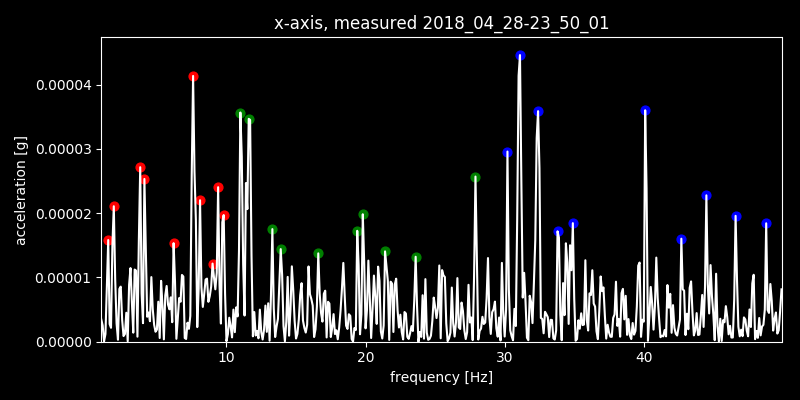 x-axis, measured 2018_04_28-23_50_01
acceleration [g]
0.00004
0.00003
0.00002
0.00001
0.00000
10 20 30 40
frequency [Hz]